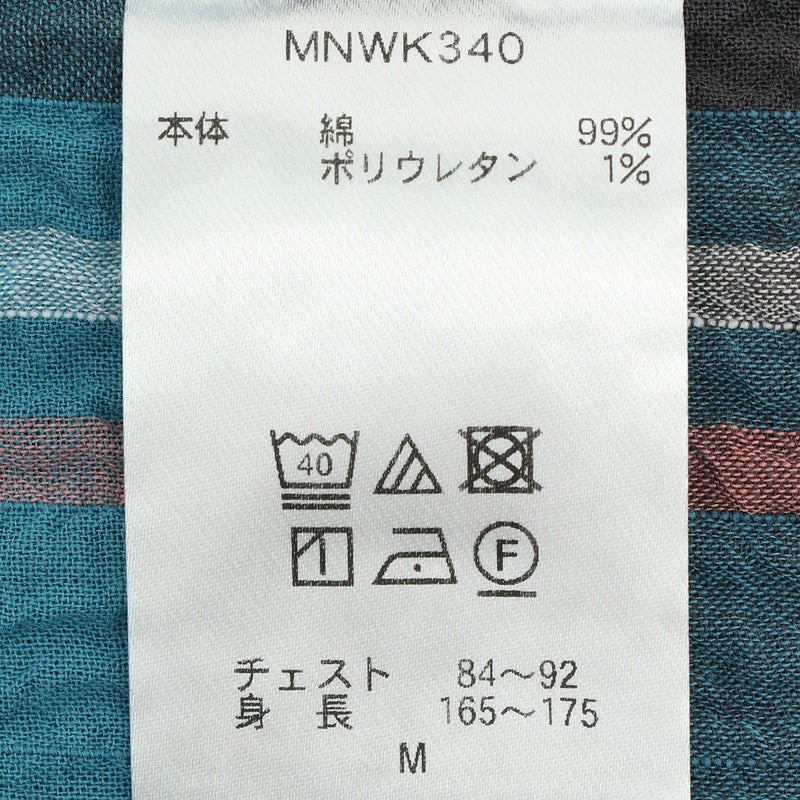 MNWK340
本体 綿 99%
ポリウレタン 1%
40
F
チェスト 84～92
身長 165～175
M